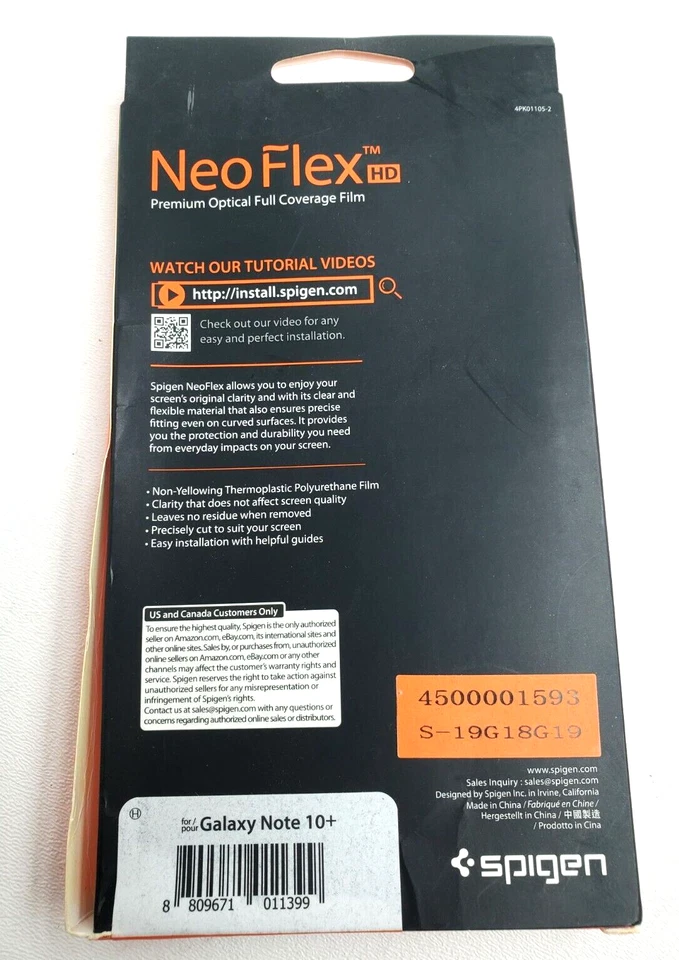 4PK01105-2
Neo Flex™ HD
Premium Optical Full Coverage Film
WATCH OUR TUTORIAL VIDEOS
http://install.spigen.com
Check out our video for any
easy and perfect installation.
Spigen NeoFlex allows you to enjoy your
screen's original clarity and with its clear and
flexible material that also ensures precise
fitting even on curved surfaces. It provides
you the protection and durability you need
from everyday impacts on your screen.
• Non-Yellowing Thermoplastic Polyurethane Film
• Clarity that does not affect screen quality
• Leaves no residue when removed
• Precisely cut to suit your screen
• Easy installation with helpful guides
US and Canada Customers Only
To ensure the highest quality, Spigen is the only authorized
seller on Amazon.com, eBay.com, its international sites and
other online sites. Sales by, or purchases from, unauthorized
online sellers on Amazon.com, eBay.com or any other
channels may affect the customer's warranty rights and
service. Spigen reserves the right to take action against
unauthorized sellers for any misrepresentation or
infringement of Spigen's rights.
Contact us at sales@spigen.com with any questions or
concerns regarding authorized online sales or distributors.
4500001593
S-19G18G19
www.spigen.com
Sales Inquiry : sales@spigen.com
Designed by Spigen Inc. in Irvine, California
Made in China / Fabriqué en Chine /
Hergestellt in China / 中國製造
/ Prodotto in Cina
H
for / pour Galaxy Note 10+
8 809671 011399
spigen